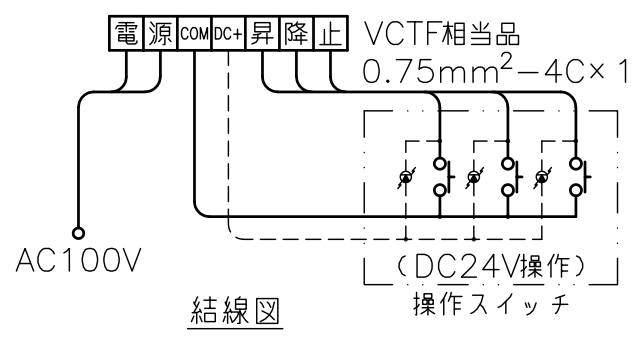 電源COMDC+昇降止
VCTF相当品
0.75mm²-4C×1
AC100V
(DC24V操作)
操作スイッチ
結線図